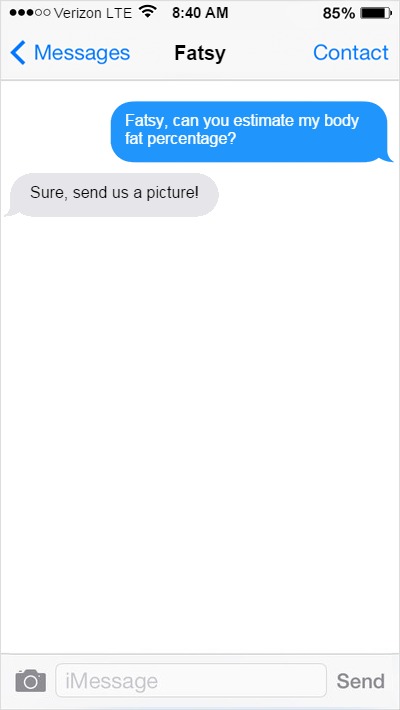 Verizon LTE 8:40 AM 85%
Messages Fatsy Contact
Fatsy, can you estimate my body
fat percentage?
Sure, send us a picture!
iMessage Send